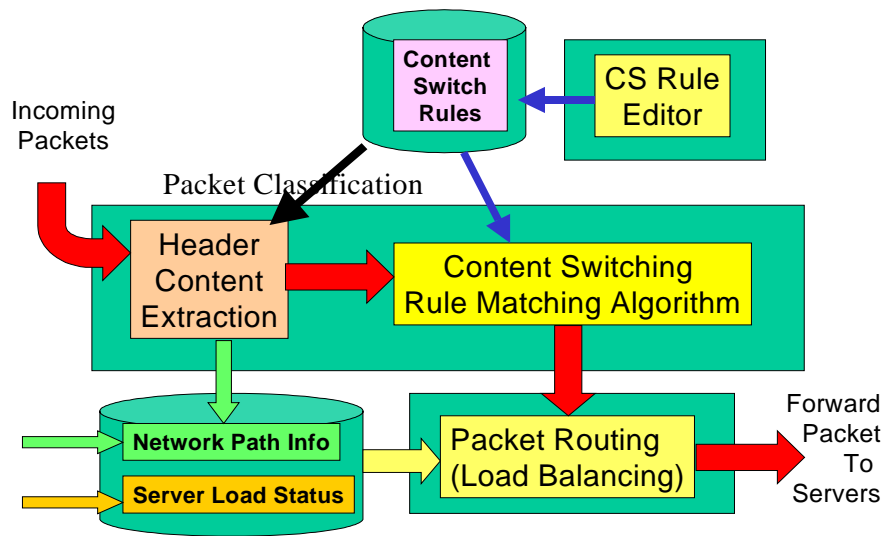 Content
Switch
Rules
CS Rule
Editor
Incoming
Packets
Packet Classification
Header
Content
Extraction
Content Switching
Rule Matching Algorithm
Network Path Info
Server Load Status
Packet Routing
(Load Balancing)
Forward
Packet
To
Servers